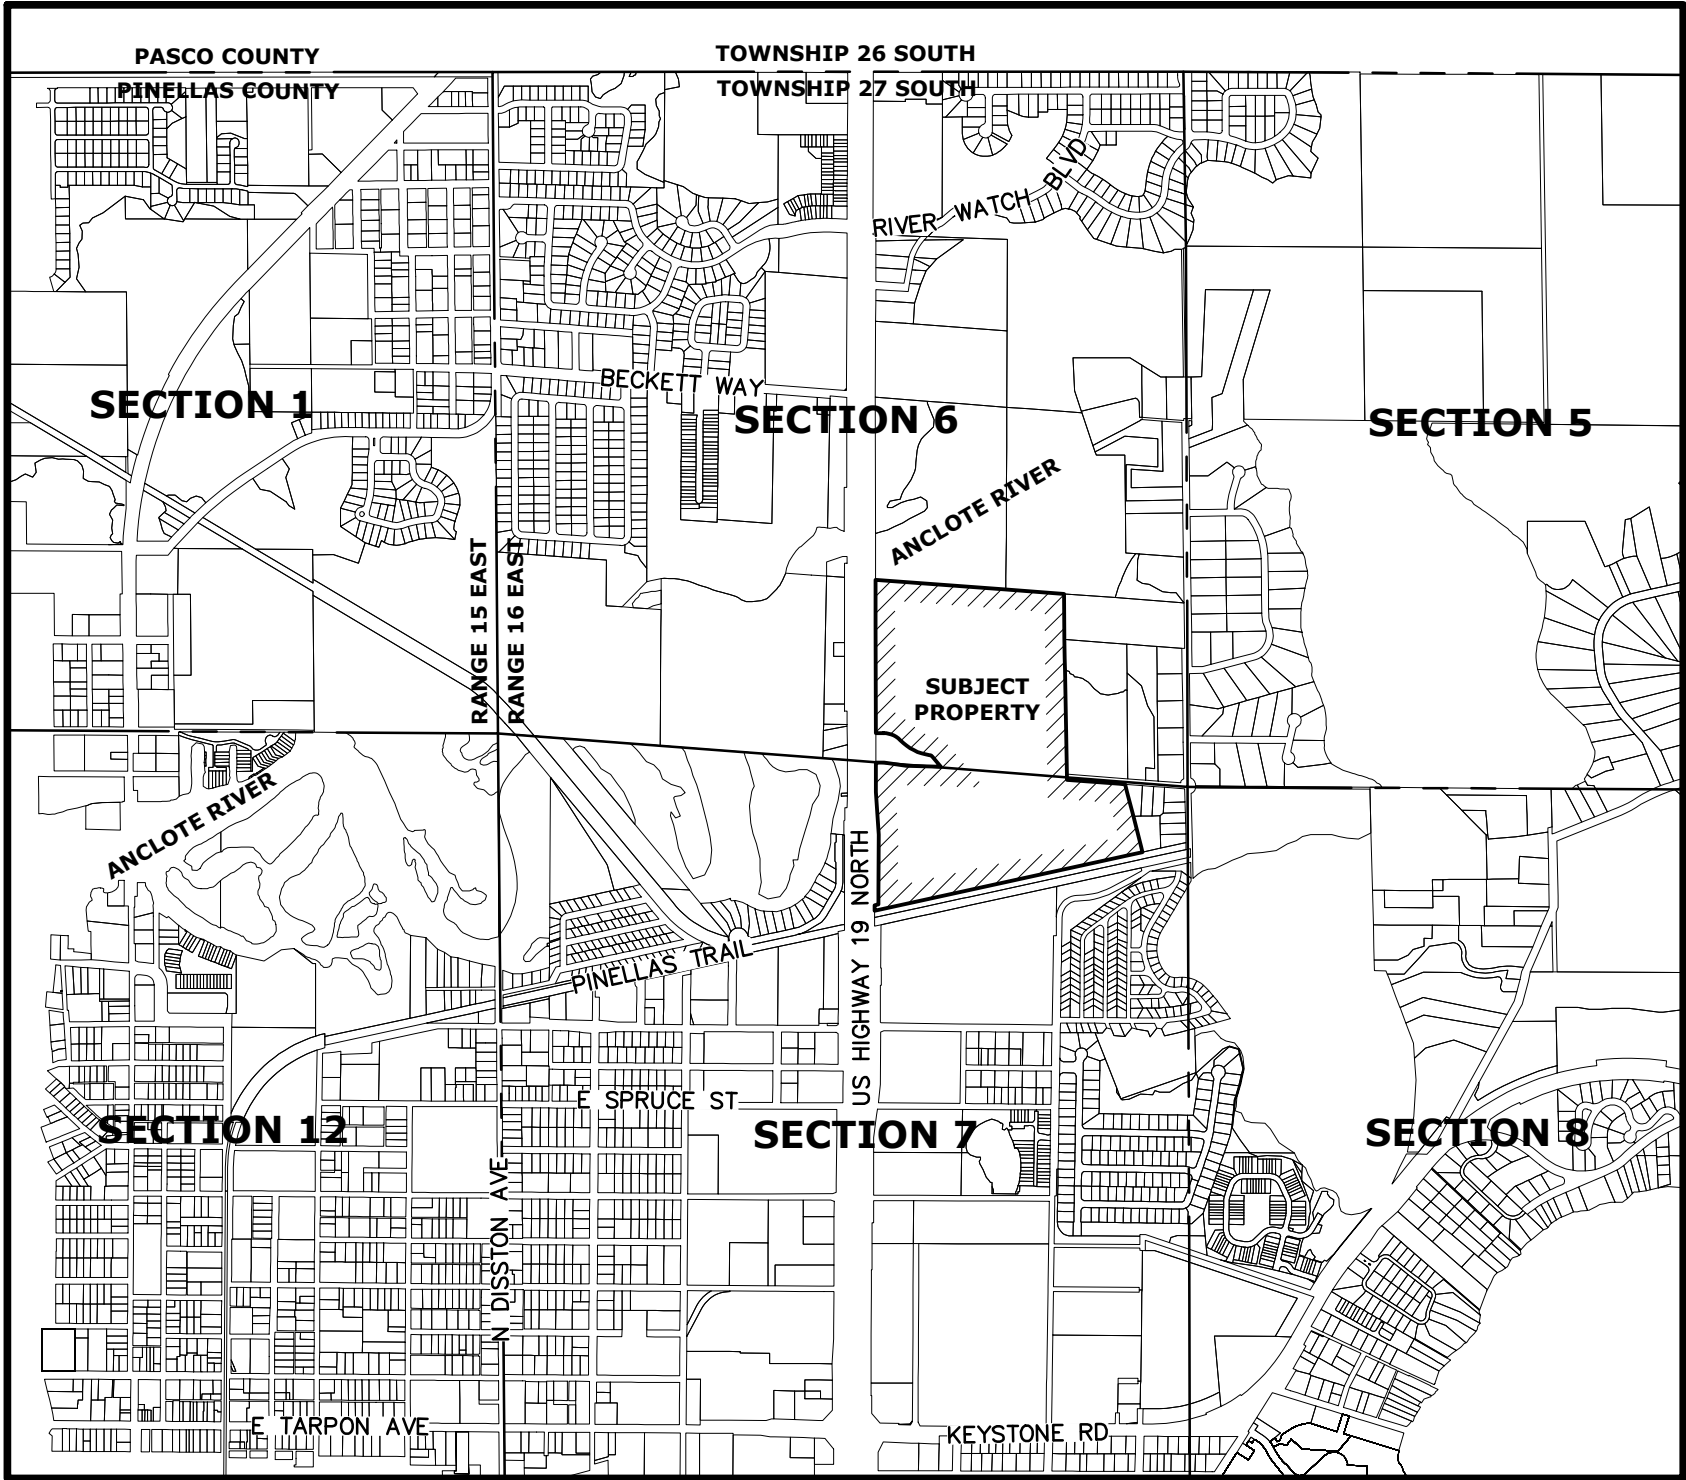 PASCO COUNTY
TOWNSHIP 26 SOUTH
PINELLAS COUNTY
TOWNSHIP 27 SOUTH
RIVER WATCH BLVD
BECKETT WAY
SECTION 1
SECTION 6
SECTION 5
ANCLOTE RIVER
RANGE 15 EAST
RANGE 16 EAST
SUBJECT
PROPERTY
ANCLOTE RIVER
US HIGHWAY 19 NORTH
PINELLAS TRAIL
E SPRUCE ST
SECTION 12
SECTION 7
SECTION 8
N DISSTON AVE
E TARPON AVE
KEYSTONE RD